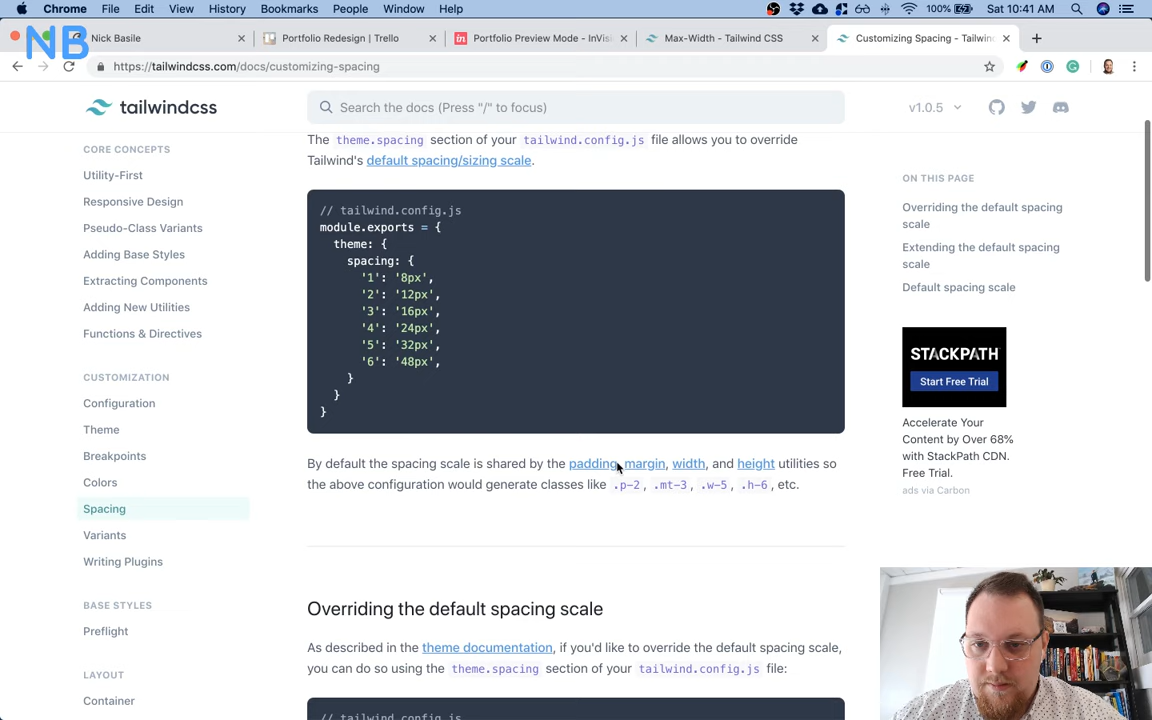 Chrome File Edit View History Bookmarks People Window Help 100% Sat 10:41 AM
NB
Nick Basile
Portfolio Redesign | Trello
Portfolio Preview Mode - InVis
Max-Width - Tailwind CSS
Customizing Spacing - Tailwin
https://tailwindcss.com/docs/customizing-spacing
tailwindcss
Search the docs (Press "/" to focus)
v1.0.5
CORE CONCEPTS
Utility-First
Responsive Design
Pseudo-Class Variants
Adding Base Styles
Extracting Components
Adding New Utilities
Functions & Directives
CUSTOMIZATION
Configuration
Theme
Breakpoints
Colors
Spacing
Variants
Writing Plugins
BASE STYLES
Preflight
LAYOUT
Container
The theme.spacing section of your tailwind.config.js file allows you to override
Tailwind's default spacing/sizing scale.
// tailwind.config.js
module.exports = {
theme: {
spacing: {
'1': '8px',
'2': '12px',
'3': '16px',
'4': '24px',
'5': '32px',
'6': '48px',
}
}
}
By default the spacing scale is shared by the padding, margin, width, and height utilities so
the above configuration would generate classes like .p-2, .mt-3, .w-5, .h-6, etc.
Overriding the default spacing scale
As described in the theme documentation, if you'd like to override the default spacing scale,
you can do so using the theme.spacing section of your tailwind.config.js file:
// tailwind.config.js
ON THIS PAGE
Overriding the default spacing
scale
Extending the default spacing
scale
Default spacing scale
STACKPATH
Start Free Trial
Accelerate Your
Content by Over 68%
with StackPath CDN.
Free Trial.
ads via Carbon